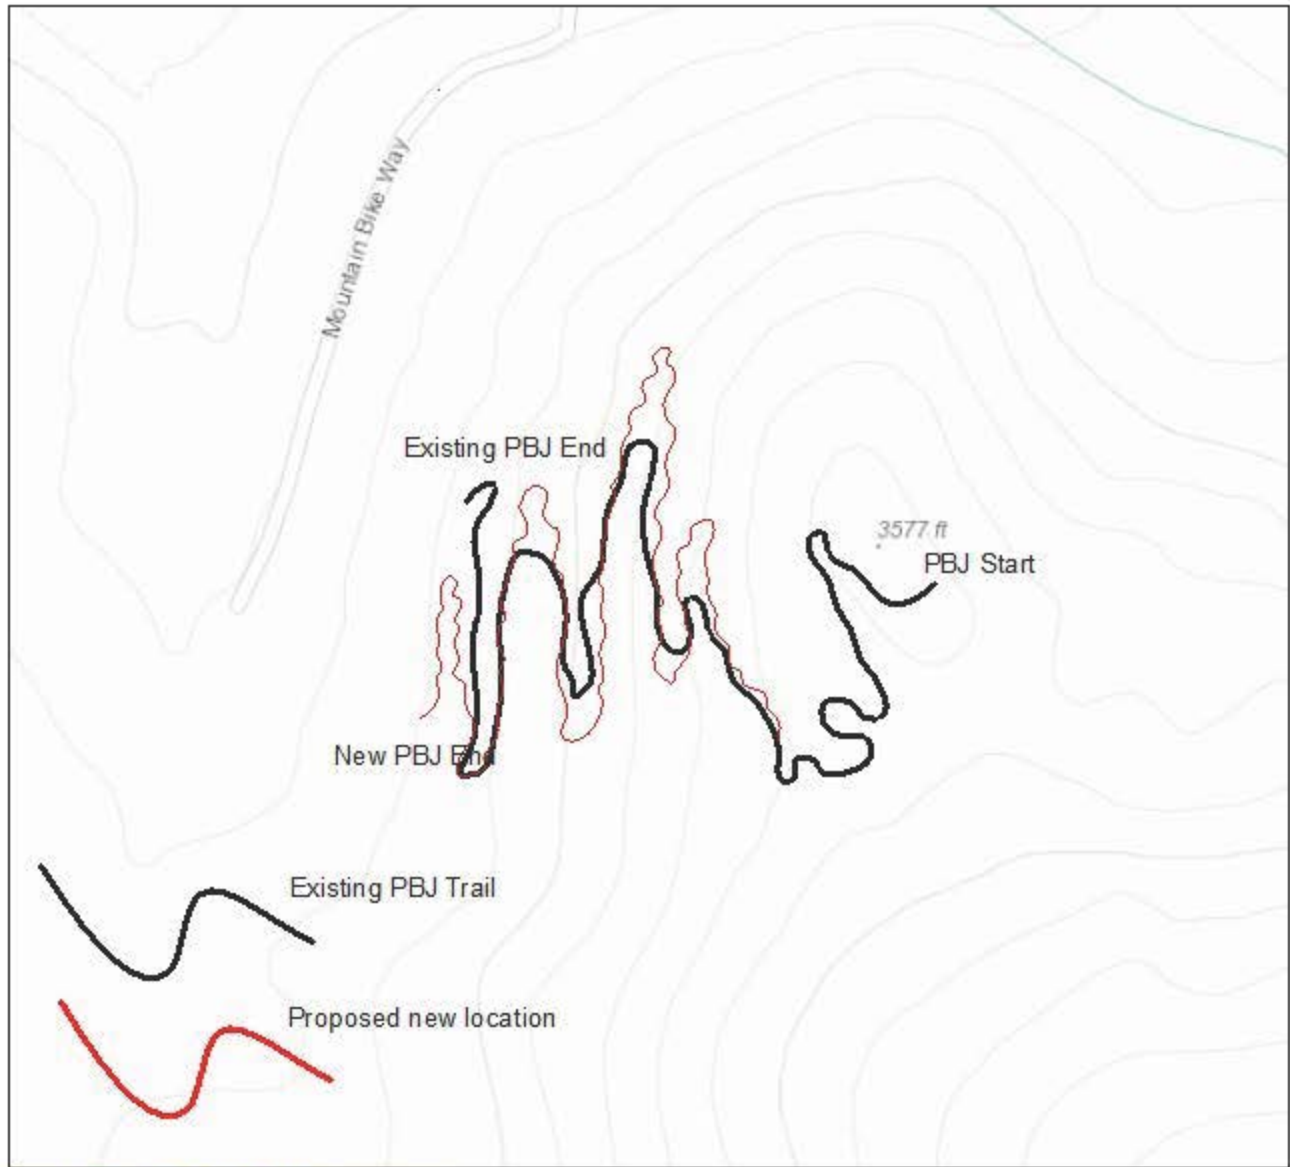 Mountain Bike Way
Existing PBJ End
3577 ft
PBJ Start
New PBJ End
Existing PBJ Trail
Proposed new location